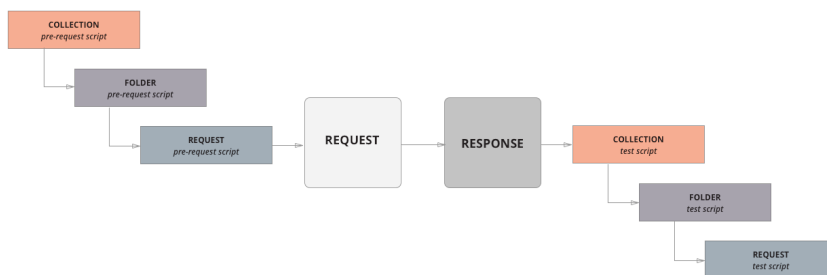 COLLECTION
pre-request script
FOLDER
pre-request script
REQUEST
pre-request script
REQUEST
RESPONSE
COLLECTION
test script
FOLDER
test script
REQUEST
test script